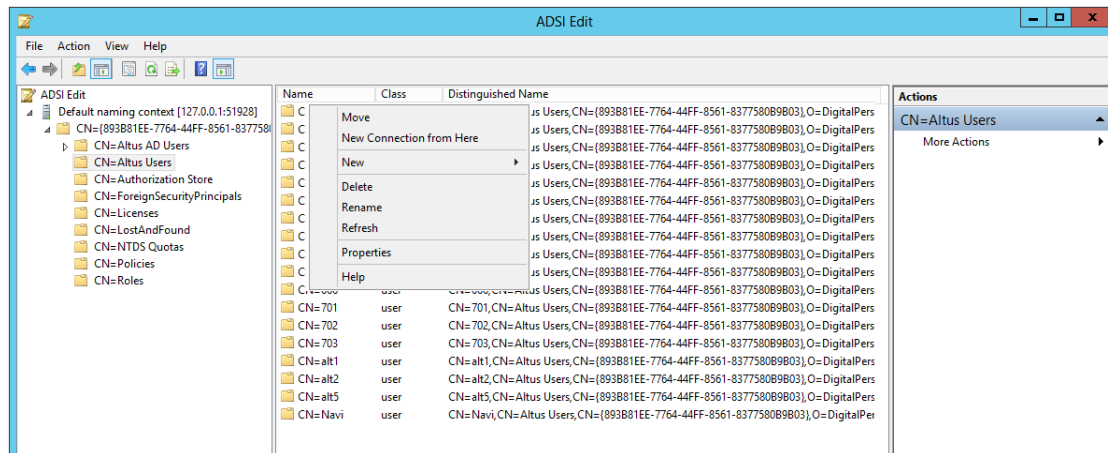 ADSI Edit
File Action View Help
ADSI Edit
Default naming context [127.0.0.1:51928]
CN={893B81EE-7764-44FF-8561-8377580
CN=Altus AD Users
CN=Altus Users
CN=Authorization Store
CN=ForeignSecurityPrincipals
CN=Licenses
CN=LostAndFound
CN=NTDS Quotas
CN=Policies
CN=Roles
Name Class Distinguished Name
C us Users,CN={893B81EE-7764-44FF-8561-8377580B9B03},O=DigitalPers
C us Users,CN={893B81EE-7764-44FF-8561-8377580B9B03},O=DigitalPers
C us Users,CN={893B81EE-7764-44FF-8561-8377580B9B03},O=DigitalPers
C us Users,CN={893B81EE-7764-44FF-8561-8377580B9B03},O=DigitalPers
C us Users,CN={893B81EE-7764-44FF-8561-8377580B9B03},O=DigitalPers
C us Users,CN={893B81EE-7764-44FF-8561-8377580B9B03},O=DigitalPers
C us Users,CN={893B81EE-7764-44FF-8561-8377580B9B03},O=DigitalPers
C us Users,CN={893B81EE-7764-44FF-8561-8377580B9B03},O=DigitalPers
C us Users,CN={893B81EE-7764-44FF-8561-8377580B9B03},O=DigitalPers
C us Users,CN={893B81EE-7764-44FF-8561-8377580B9B03},O=DigitalPers
user Users,CN={893B81EE-7764-44FF-8561-8377580B9B03},O=DigitalPers
CN=701 user CN=701,CN=Altus Users,CN={893B81EE-7764-44FF-8561-8377580B9B03},O=DigitalPers
CN=702 user CN=702,CN=Altus Users,CN={893B81EE-7764-44FF-8561-8377580B9B03},O=DigitalPers
CN=703 user CN=703,CN=Altus Users,CN={893B81EE-7764-44FF-8561-8377580B9B03},O=DigitalPers
CN=alt1 user CN=alt1,CN=Altus Users,CN={893B81EE-7764-44FF-8561-8377580B9B03},O=DigitalPers
CN=alt2 user CN=alt2,CN=Altus Users,CN={893B81EE-7764-44FF-8561-8377580B9B03},O=DigitalPers
CN=alt5 user CN=alt5,CN=Altus Users,CN={893B81EE-7764-44FF-8561-8377580B9B03},O=DigitalPers
CN=Navi user CN=Navi,CN=Altus Users,CN={893B81EE-7764-44FF-8561-8377580B9B03},O=DigitalPer
Move
New Connection from Here
New
Delete
Rename
Refresh
Properties
Help
Actions
CN=Altus Users
More Actions